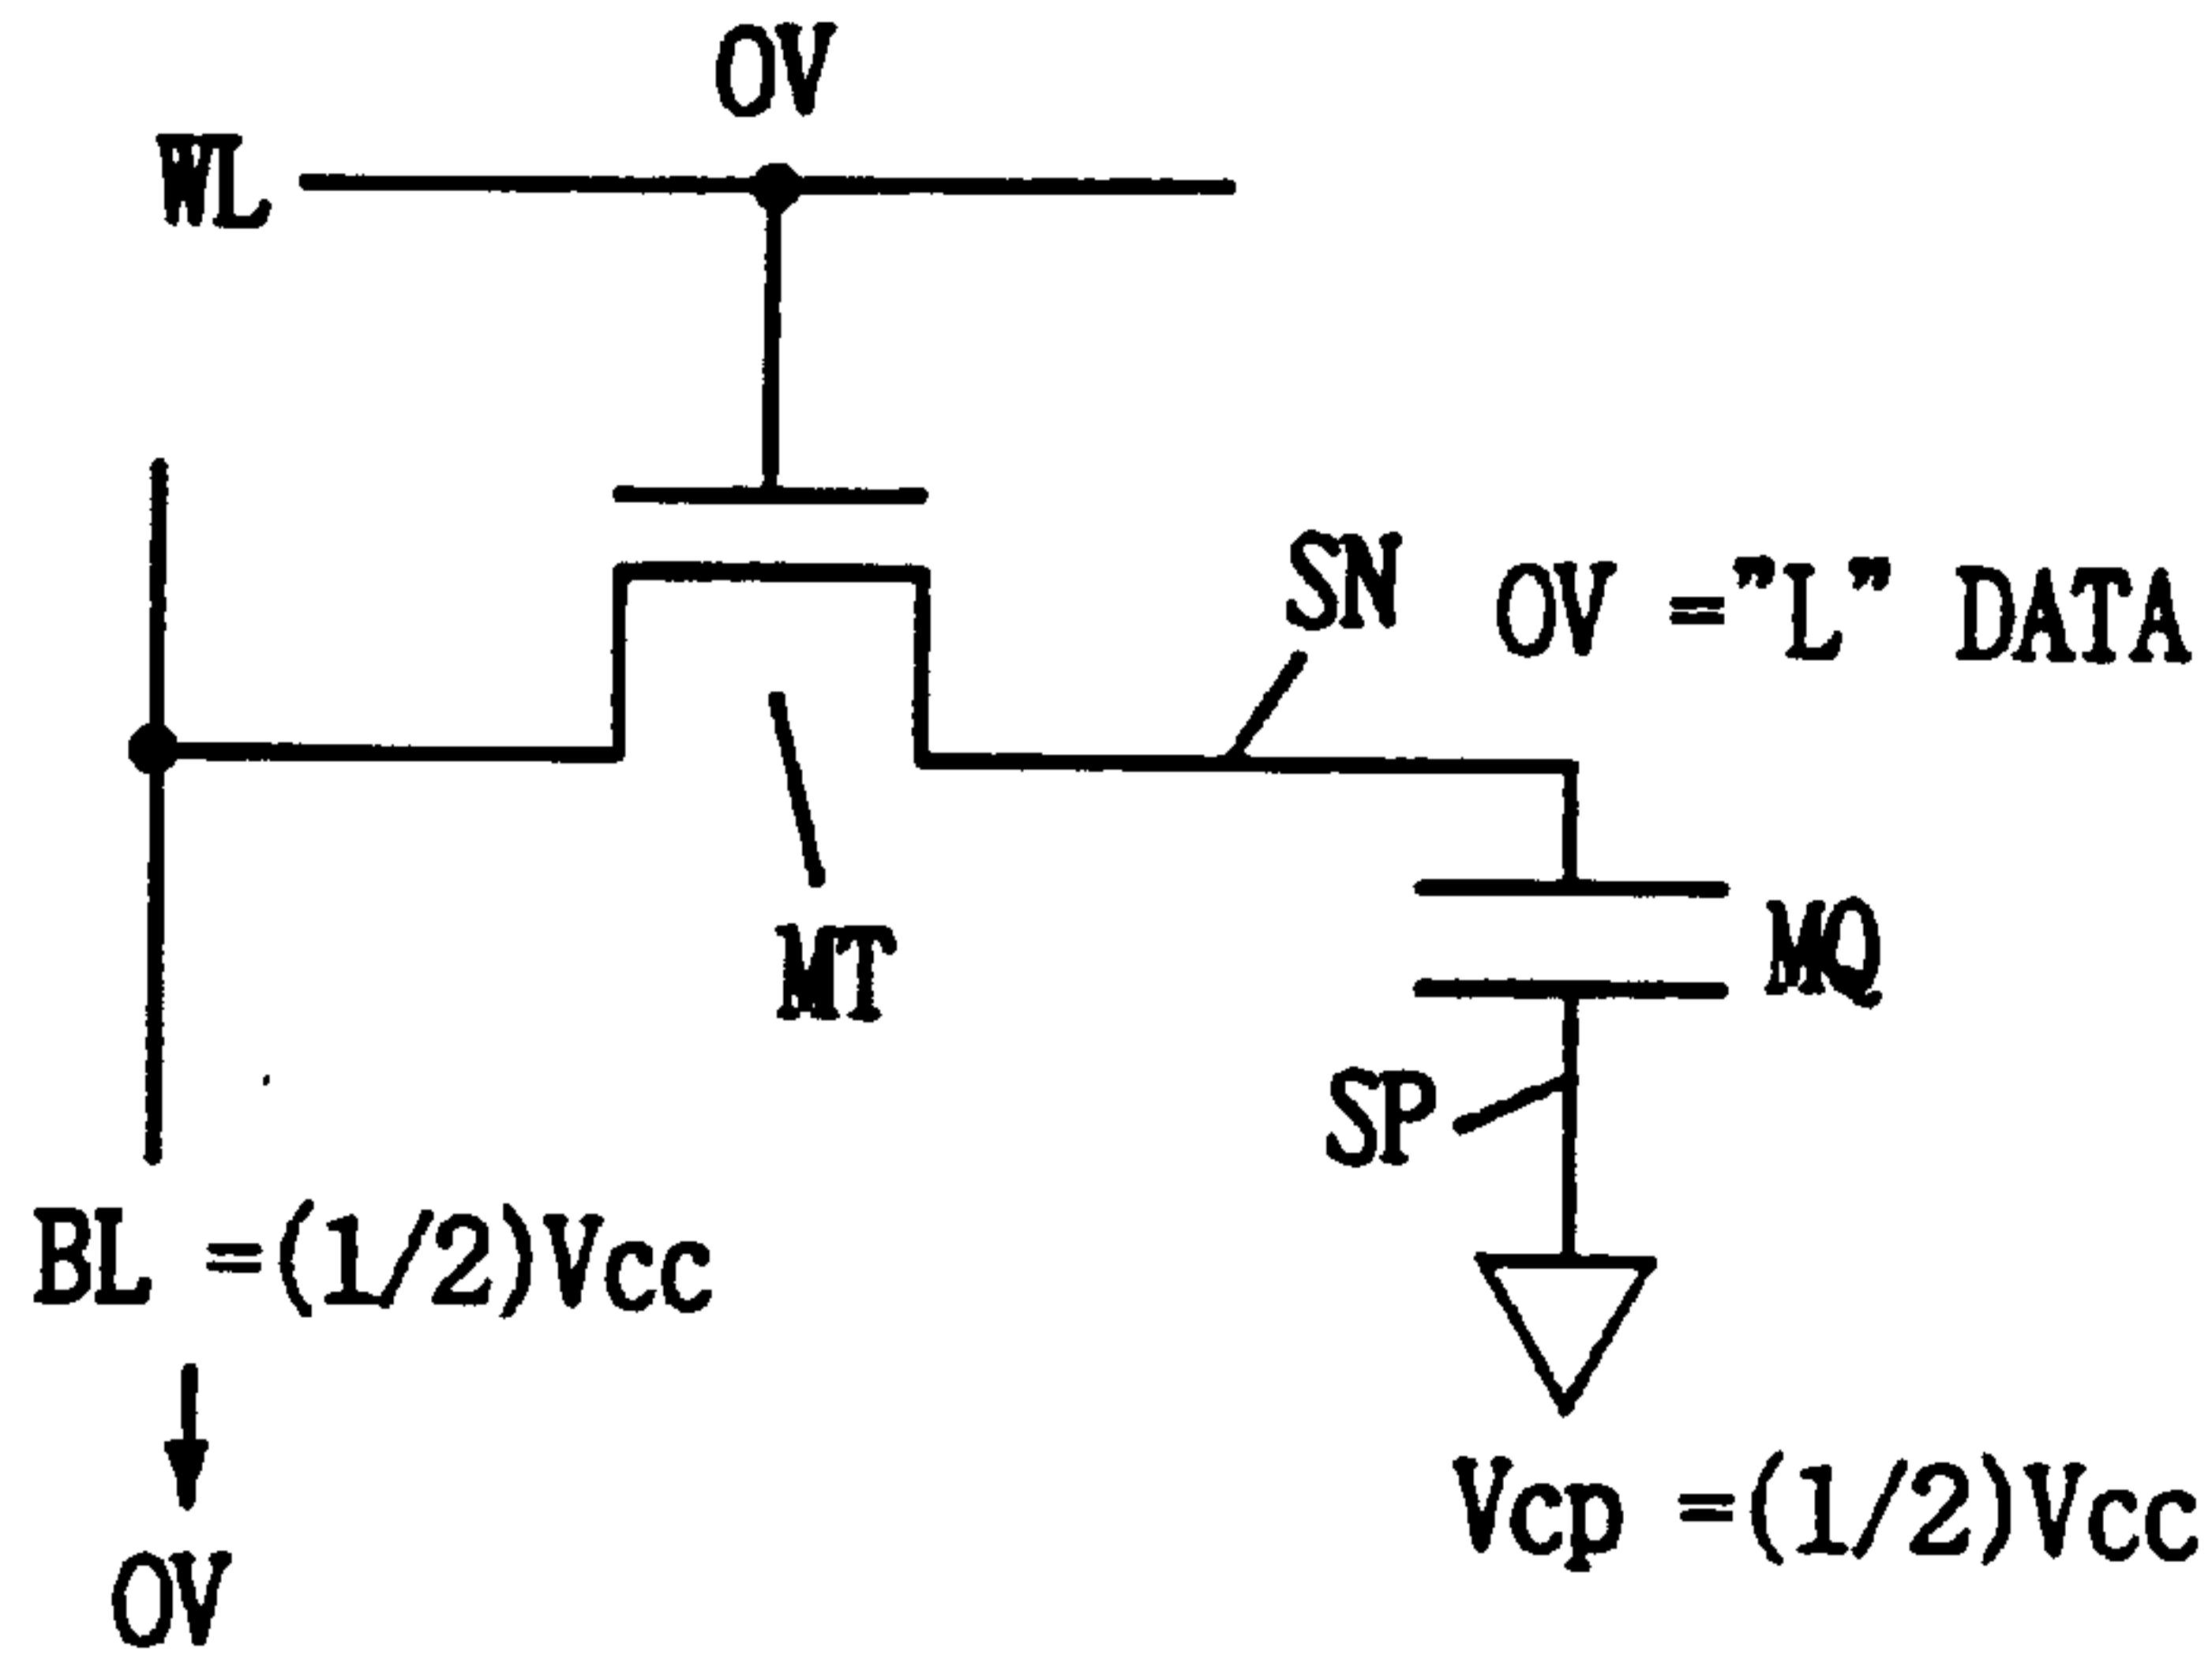 0V
WL
SN
0V ="L" DATA
MT
MQ
SP
BL =(1/2)Vcc
Vcp =(1/2)Vcc
0V